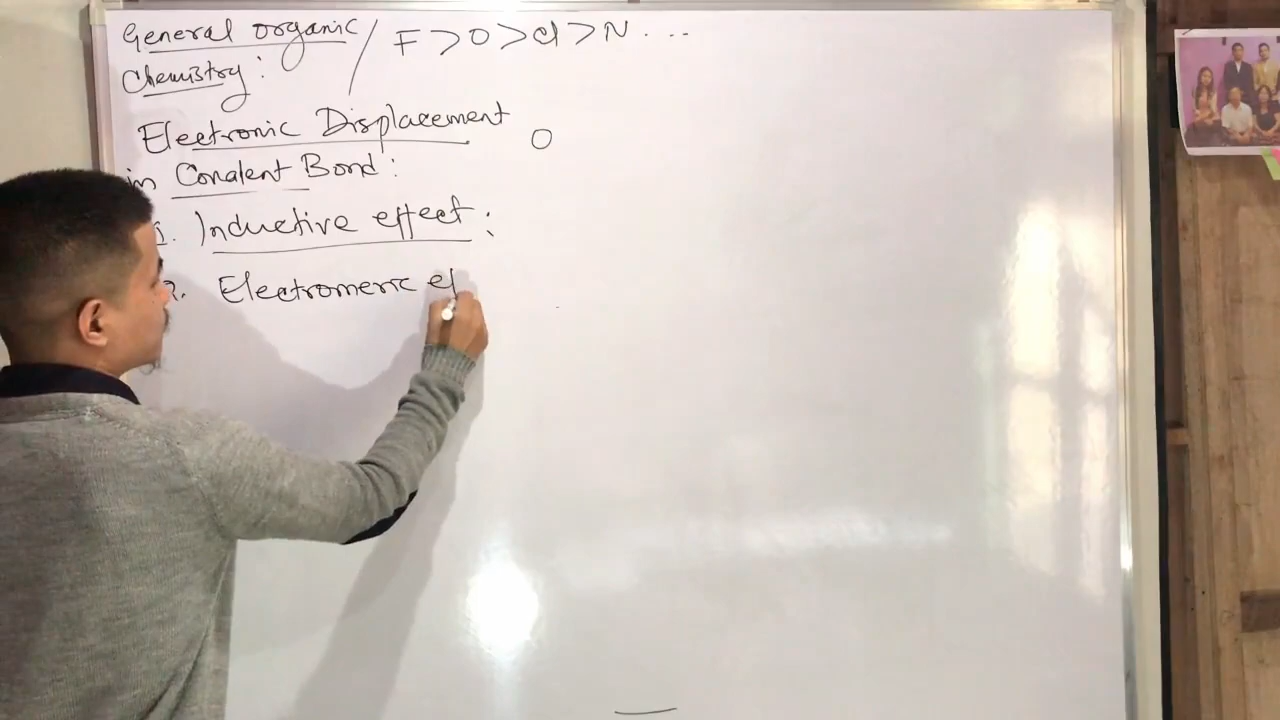 General organic / F > O > Cl > N ...
Chemistry :
Electronic Displacement
in Covalent Bond :
1. Inductive effect :
2. Electromeric ef